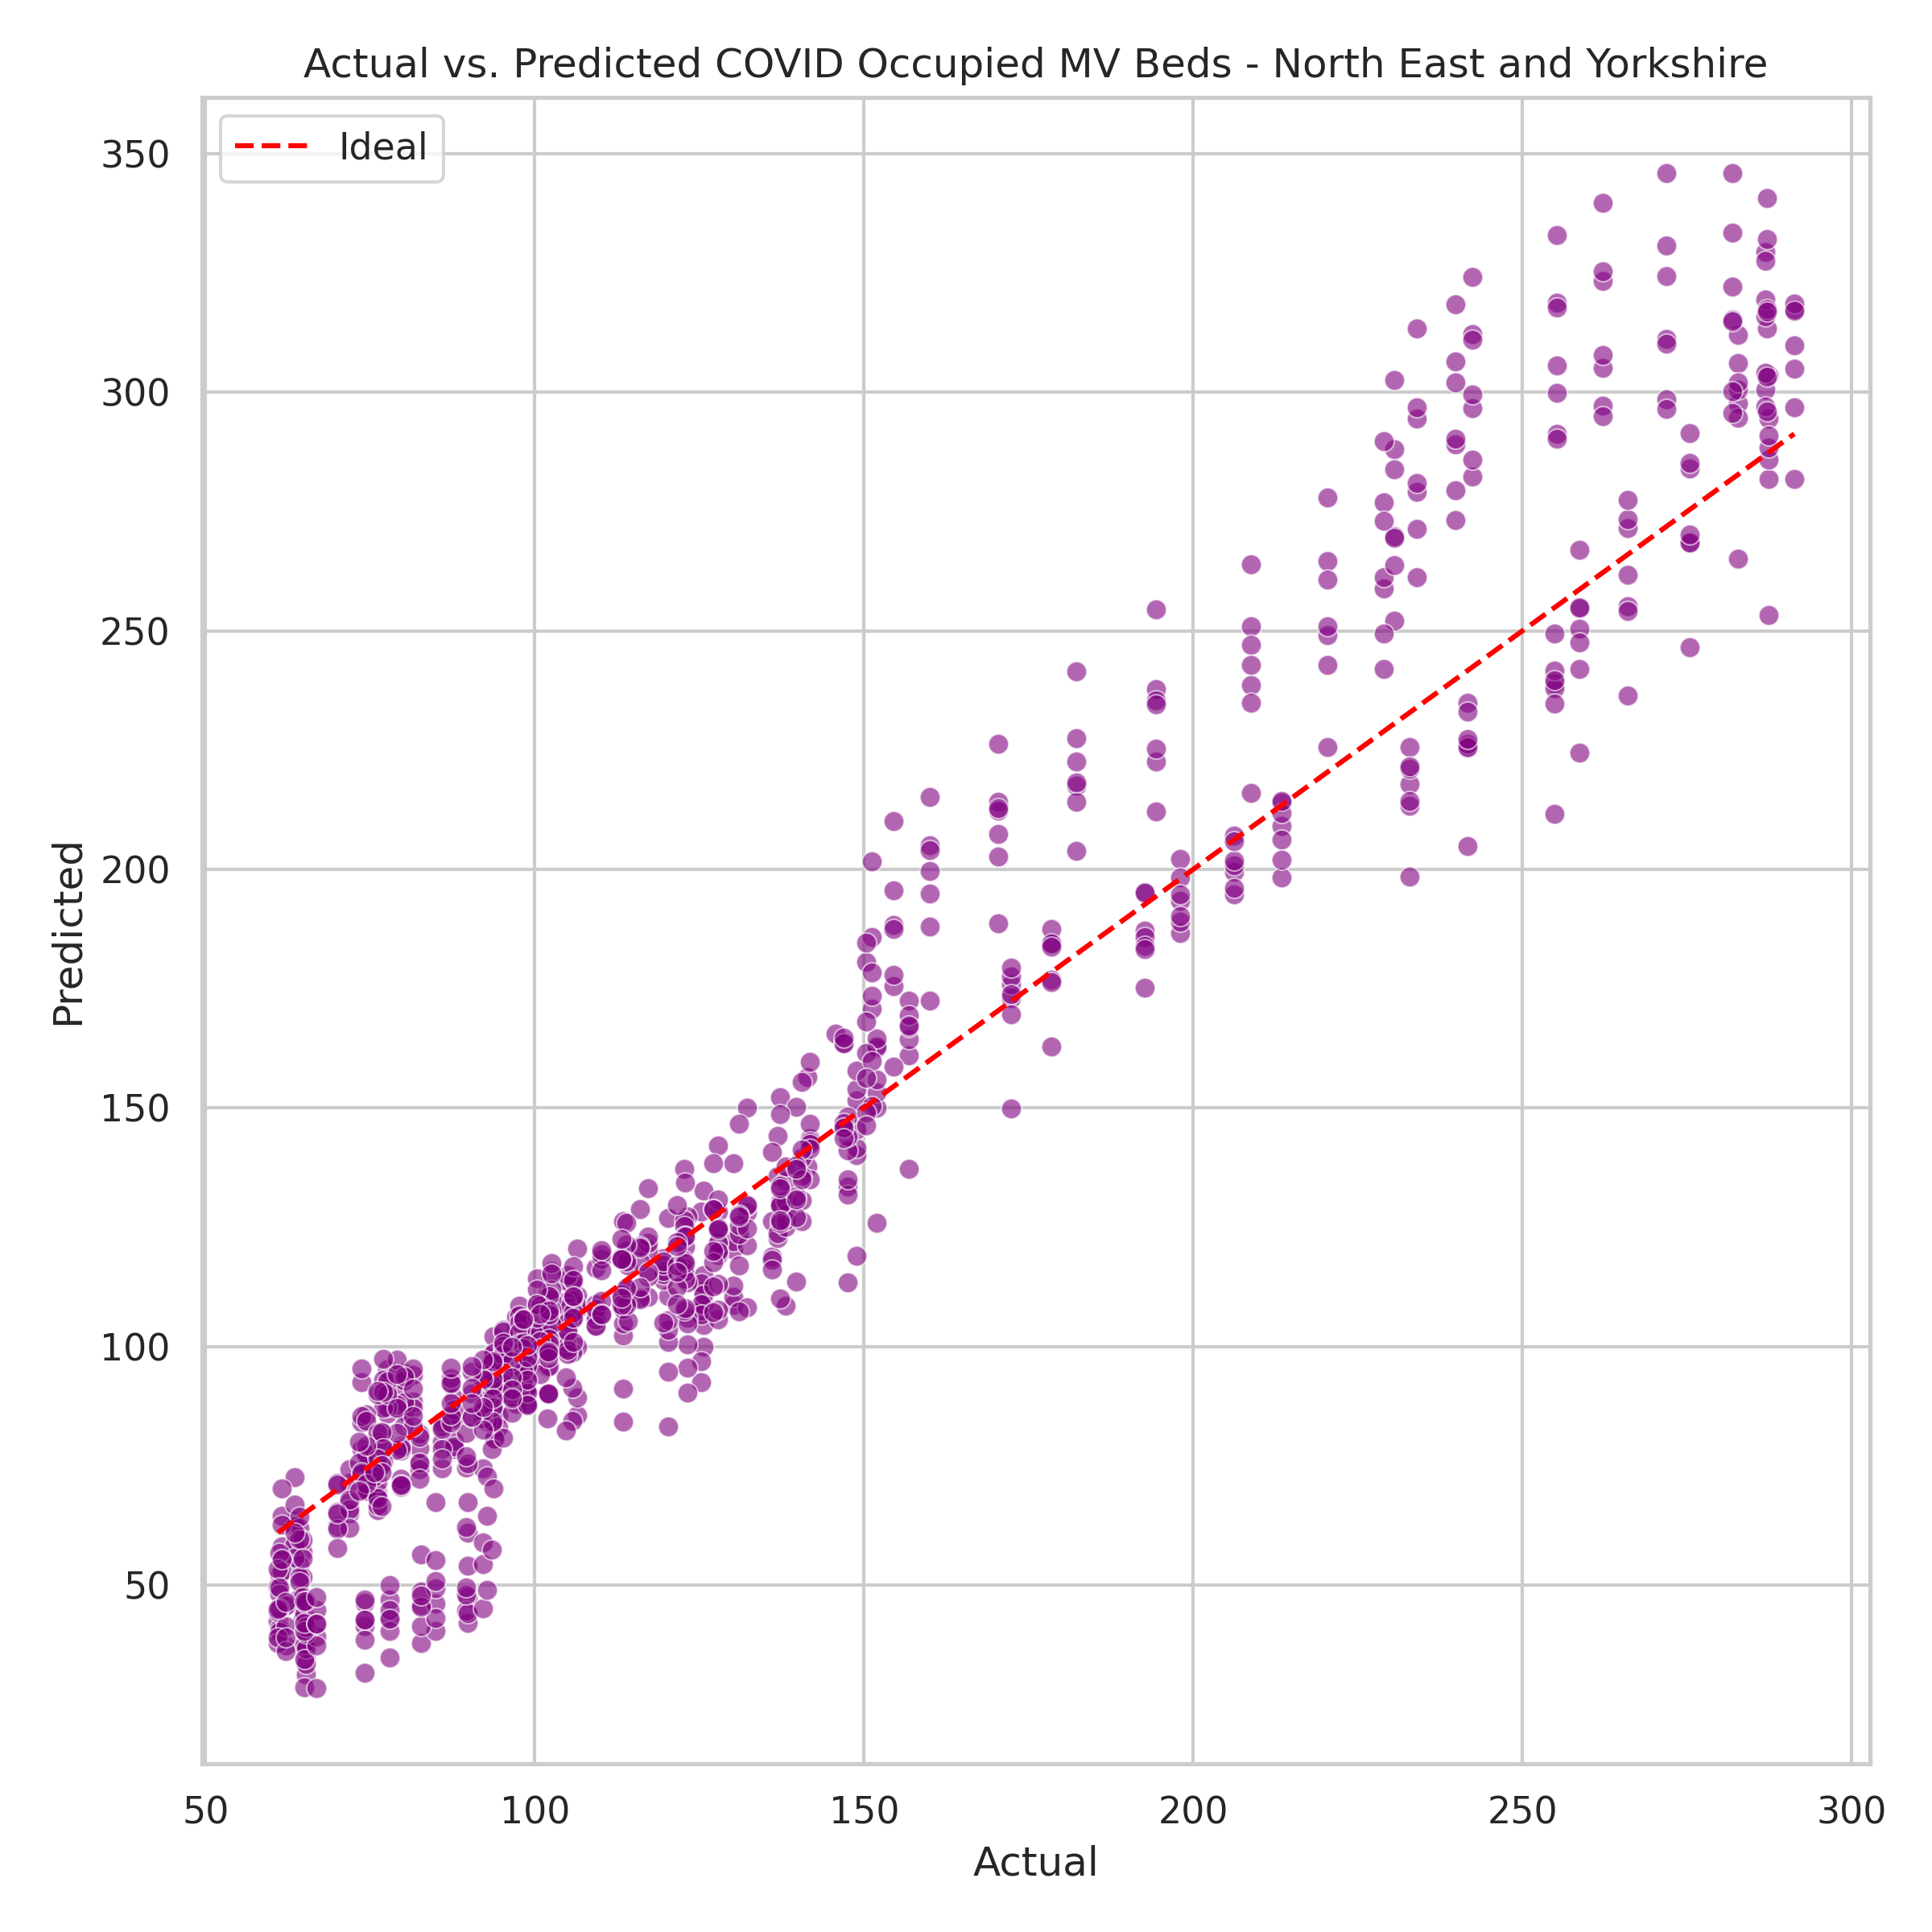 Actual vs. Predicted COVID Occupied MV Beds - North East and Yorkshire
Ideal
350
300
250
200
150
100
50
Predicted
50 100 150 200 250 300
Actual